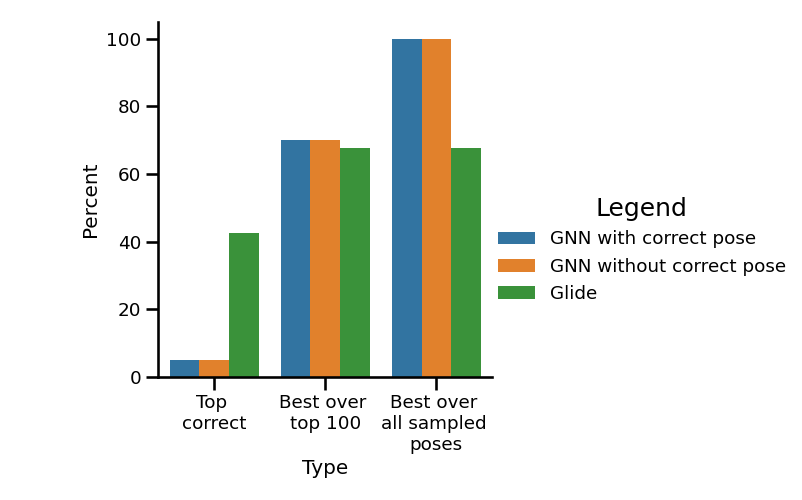 100
80
60
40
20
0
Percent
Top
correct
Best over
top 100
Best over
all sampled
poses
Type
Legend
GNN with correct pose
GNN without correct pose
Glide